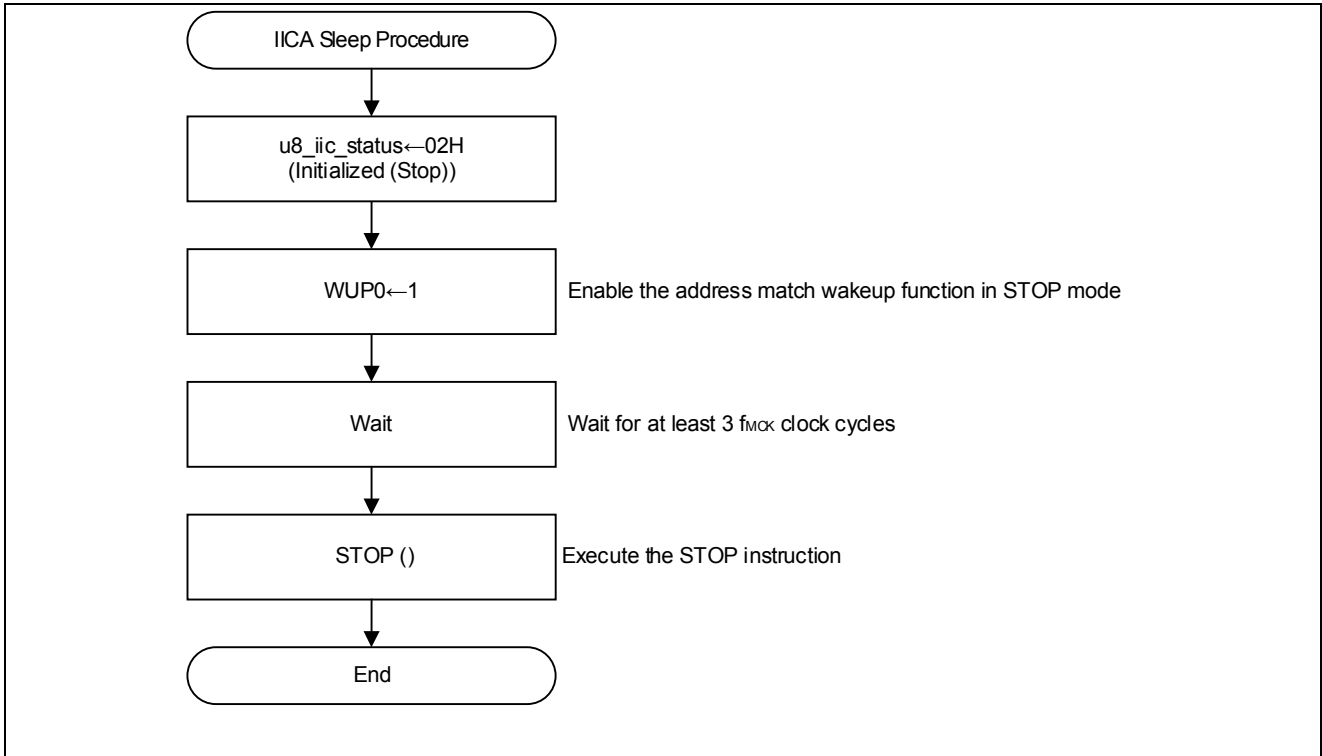 IICA Sleep Procedure
u8_iic_status←02H
(Initialized (Stop))
WUP0←1
Enable the address match wakeup function in STOP mode
Wait
Wait for at least 3 fMCK clock cycles
STOP ()
Execute the STOP instruction
End